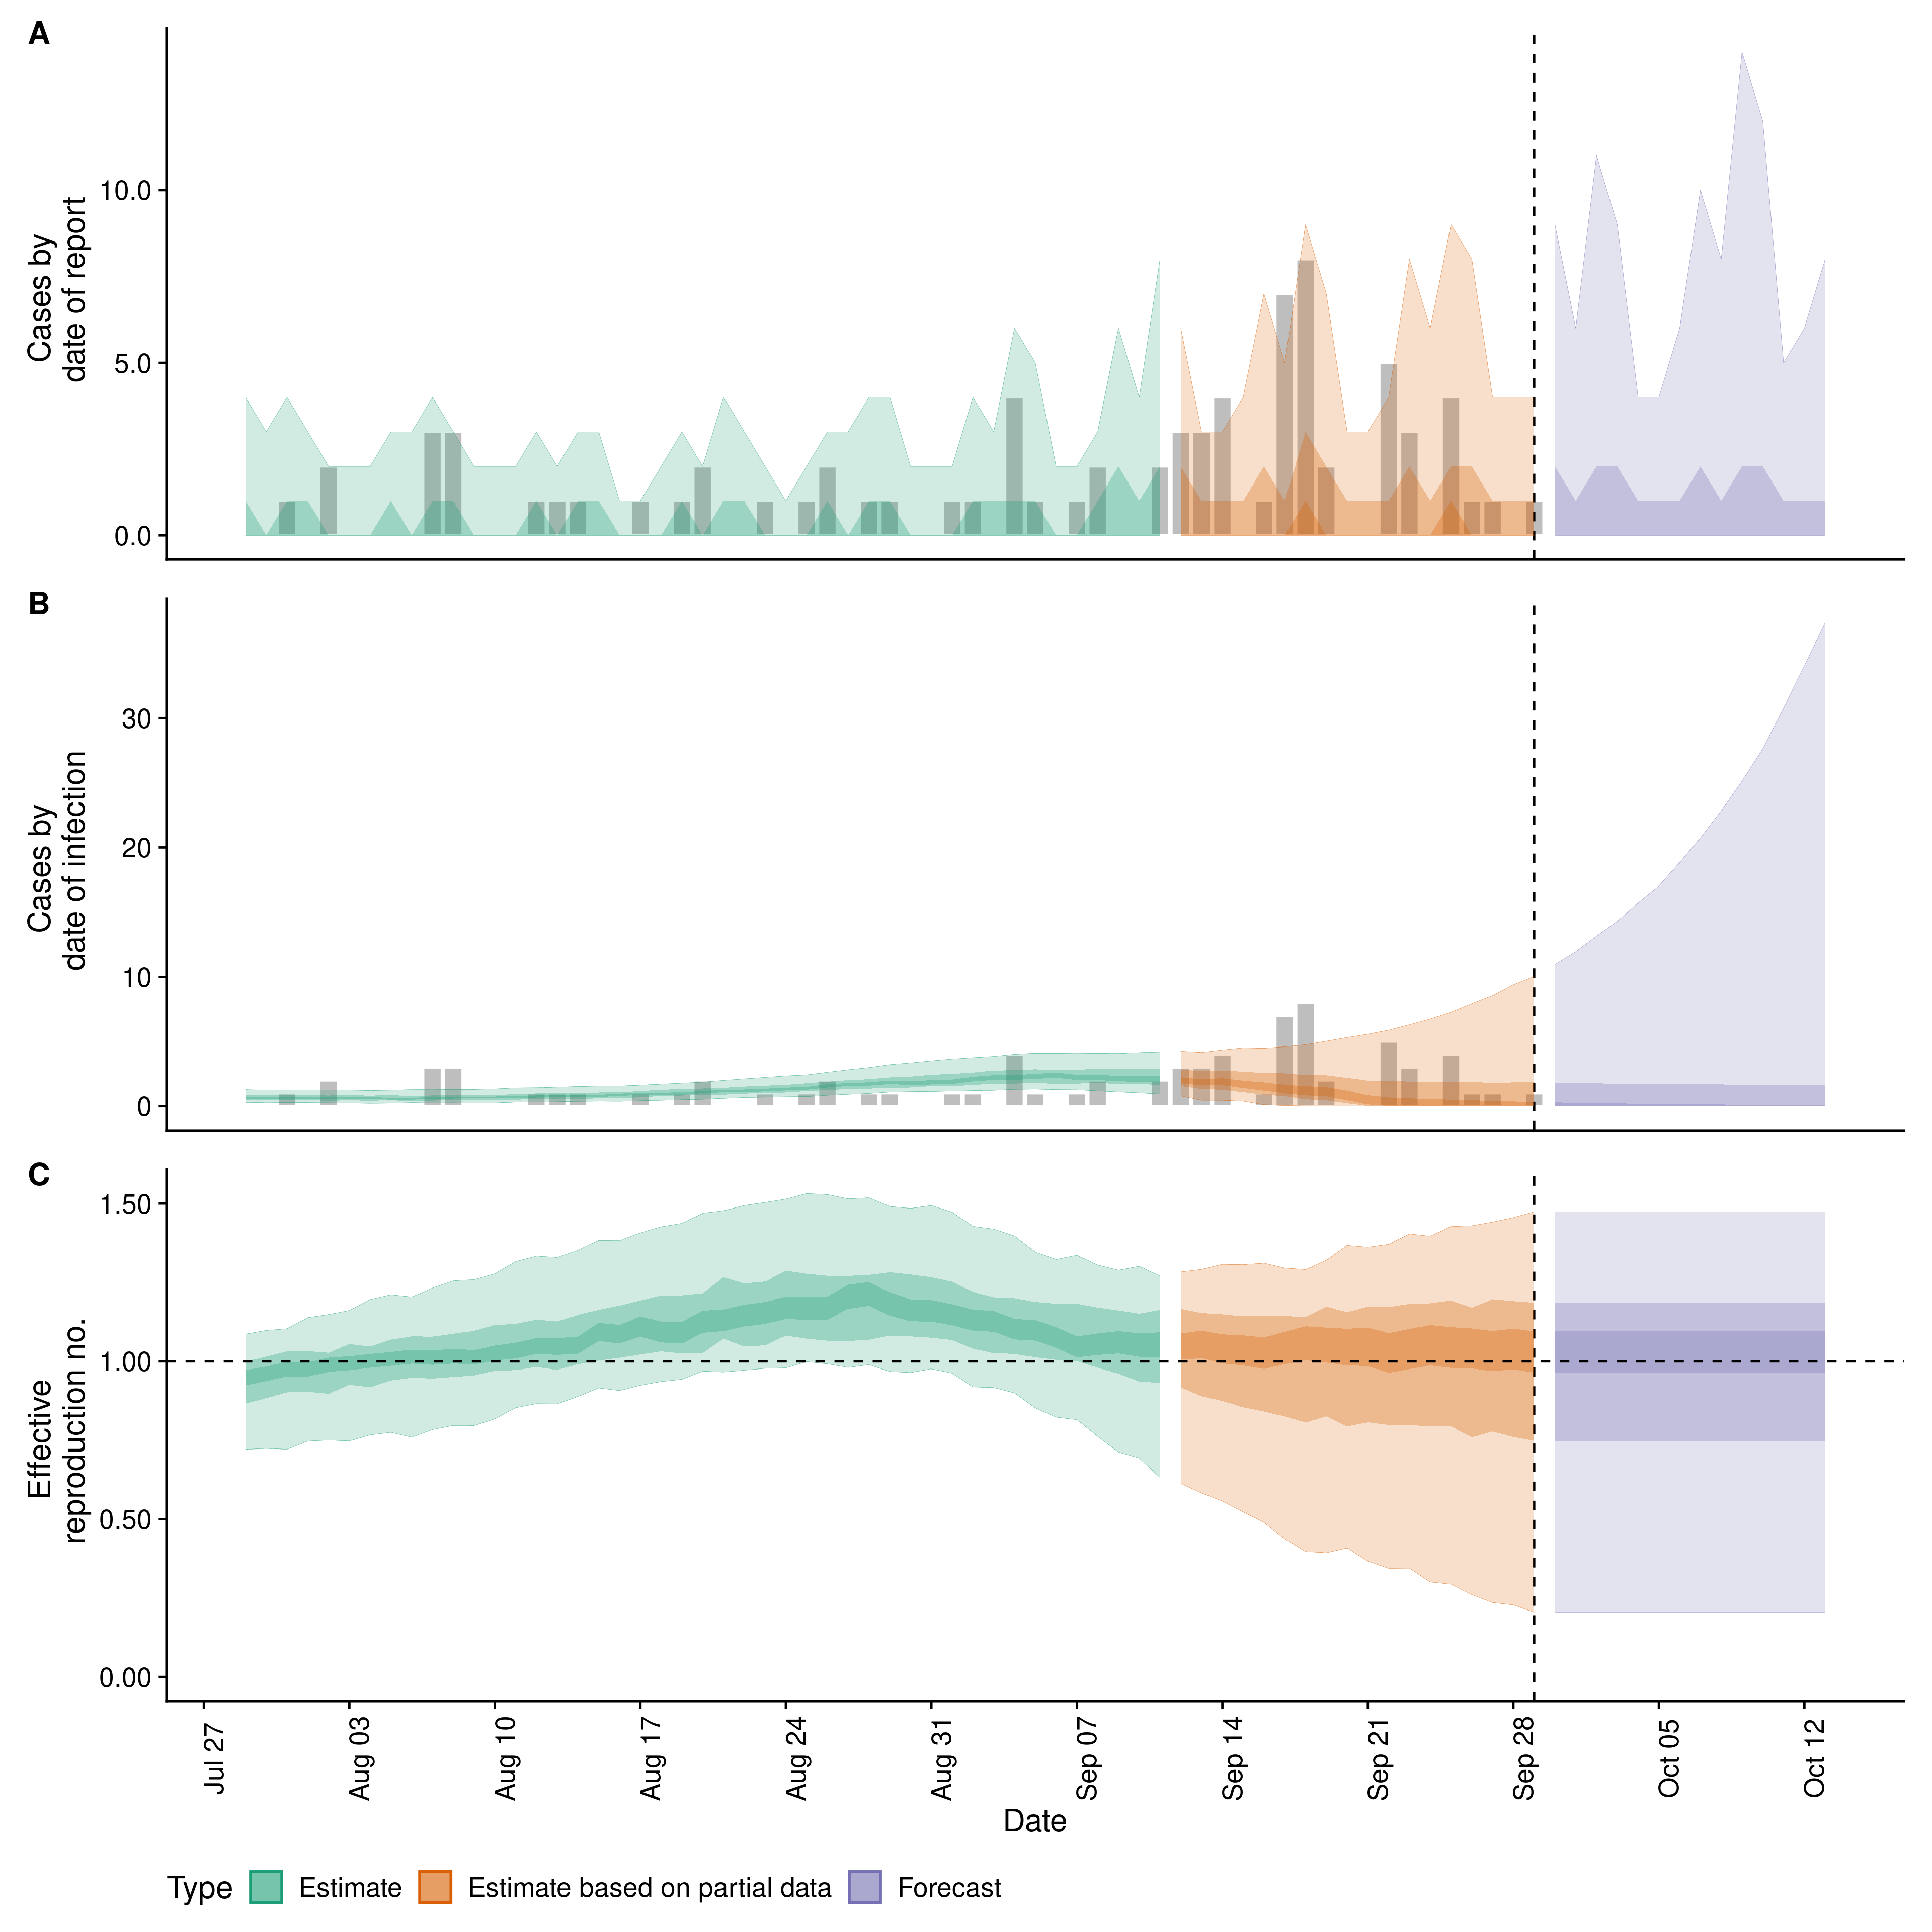 A
Cases by
date of report
10.0
5.0
0.0
B
Cases by
date of infection
30
20
10
0
C
Effective
reproduction no.
1.50
1.00
0.50
0.00
Jul 27
Aug 03
Aug 10
Aug 17
Aug 24
Aug 31
Sep 07
Sep 14
Sep 21
Sep 28
Oct 05
Oct 12
Date
Type Estimate Estimate based on partial data Forecast